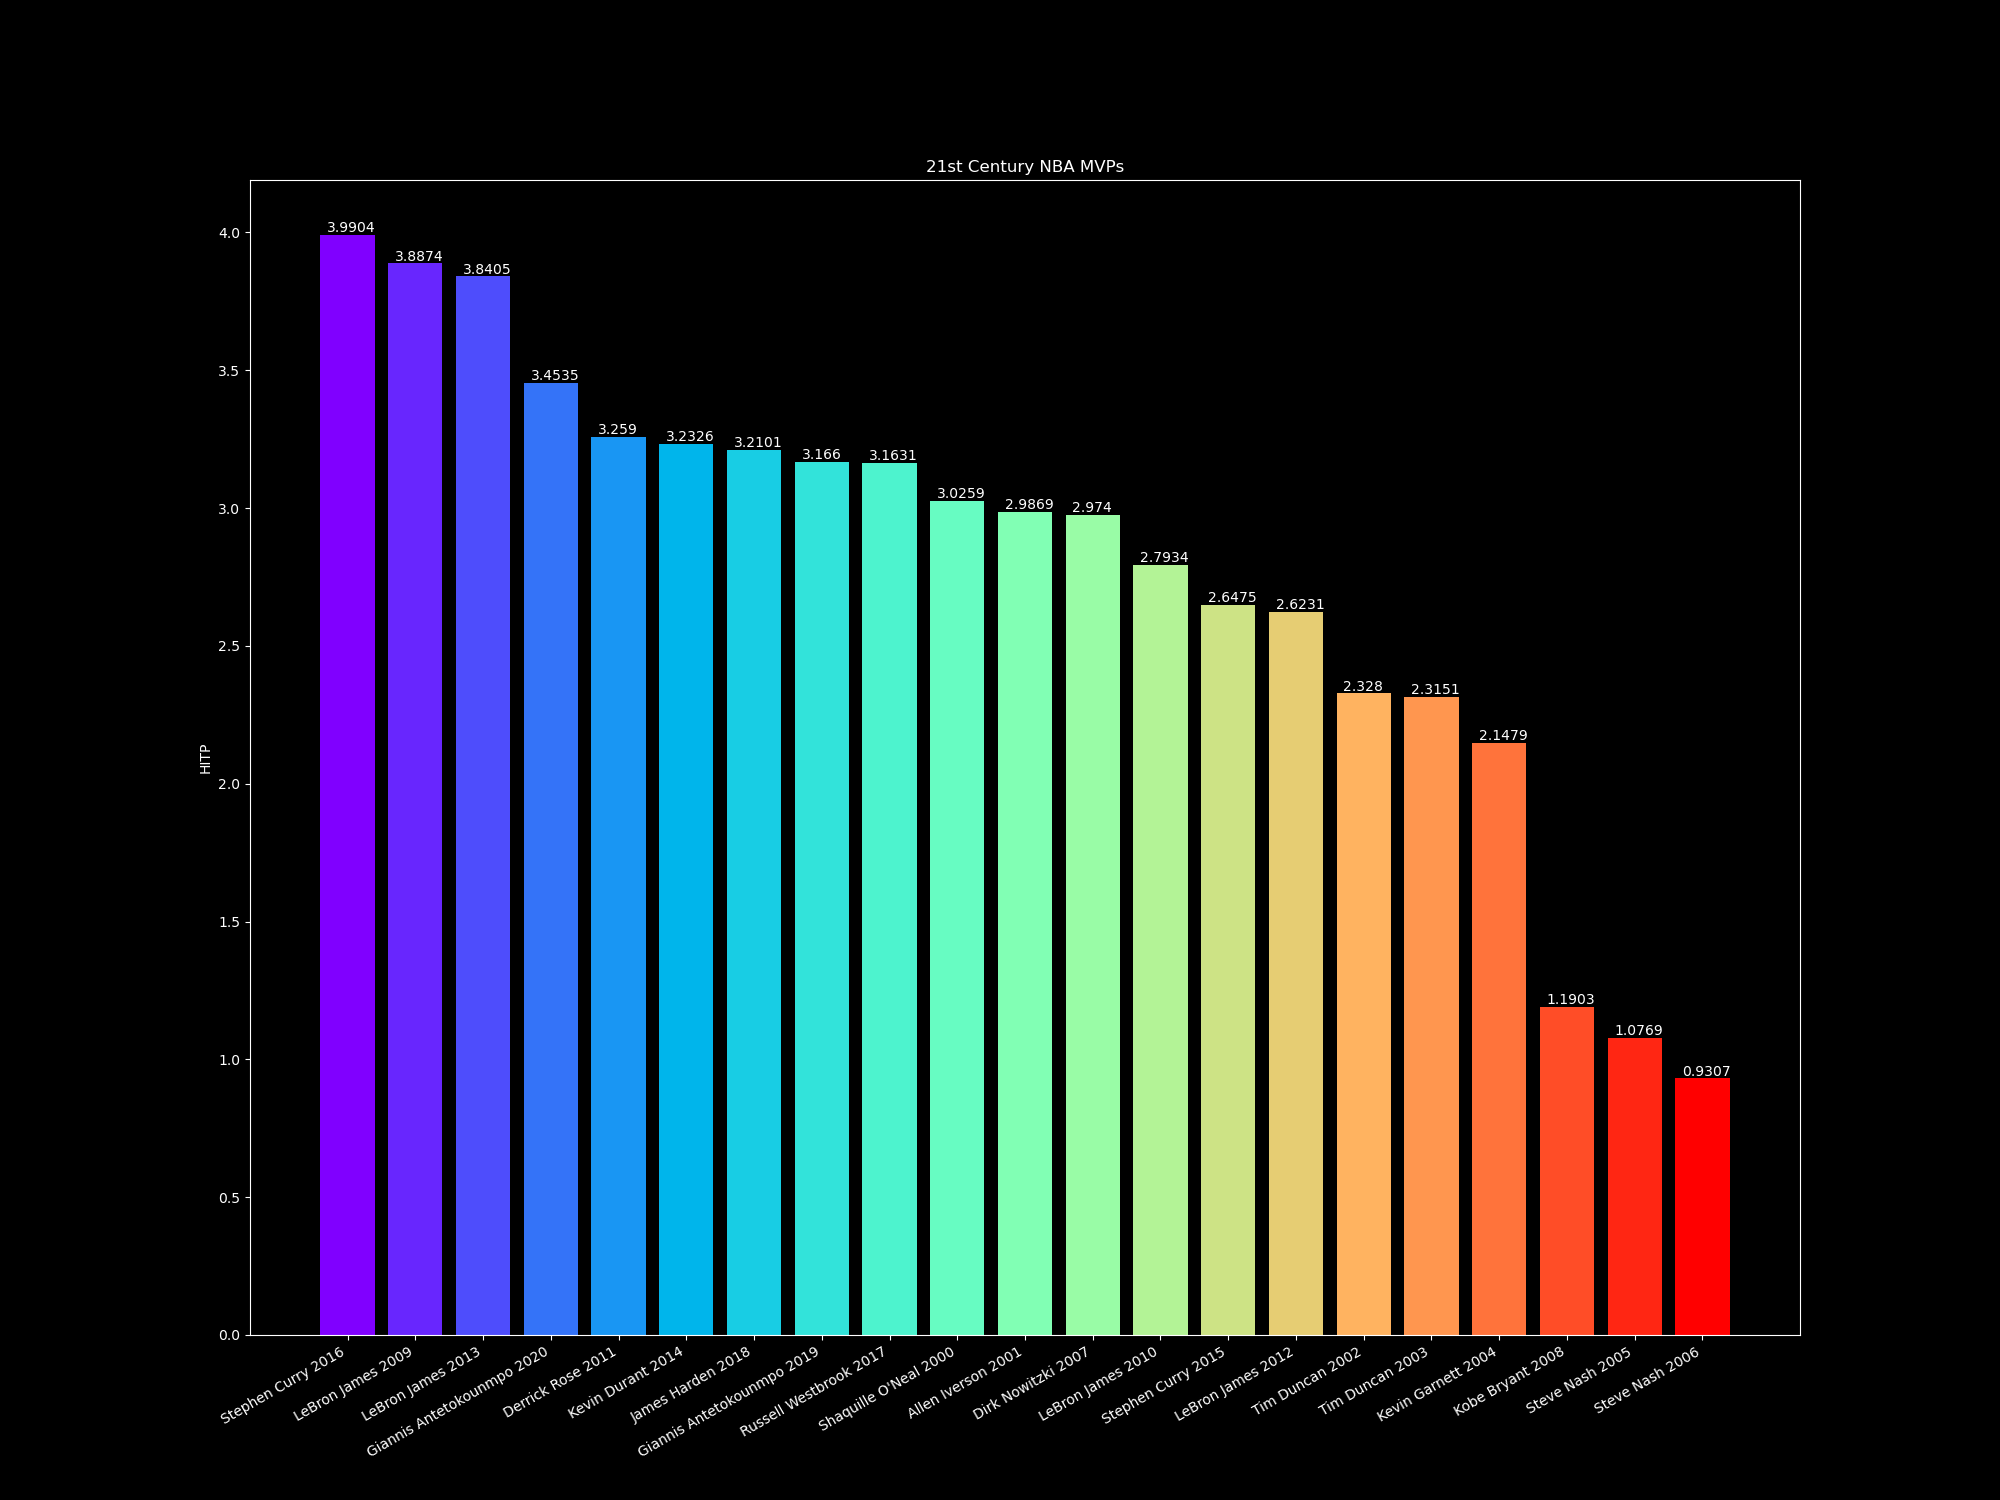 21st Century NBA MVPs
HITP
4.0
3.5
3.0
2.5
2.0
1.5
1.0
0.5
0.0
3.9904
3.8874
3.8405
3.4535
3.259
3.2326
3.2101
3.166
3.1631
3.0259
2.9869
2.974
2.7934
2.6475
2.6231
2.328
2.3151
2.1479
1.1903
1.0769
0.9307
Stephen Curry 2016
LeBron James 2009
LeBron James 2013
Giannis Antetokounmpo 2020
Derrick Rose 2011
Kevin Durant 2014
James Harden 2018
Giannis Antetokounmpo 2019
Russell Westbrook 2017
Shaquille O'Neal 2000
Allen Iverson 2001
Dirk Nowitzki 2007
LeBron James 2010
Stephen Curry 2015
LeBron James 2012
Tim Duncan 2002
Tim Duncan 2003
Kevin Garnett 2004
Kobe Bryant 2008
Steve Nash 2005
Steve Nash 2006